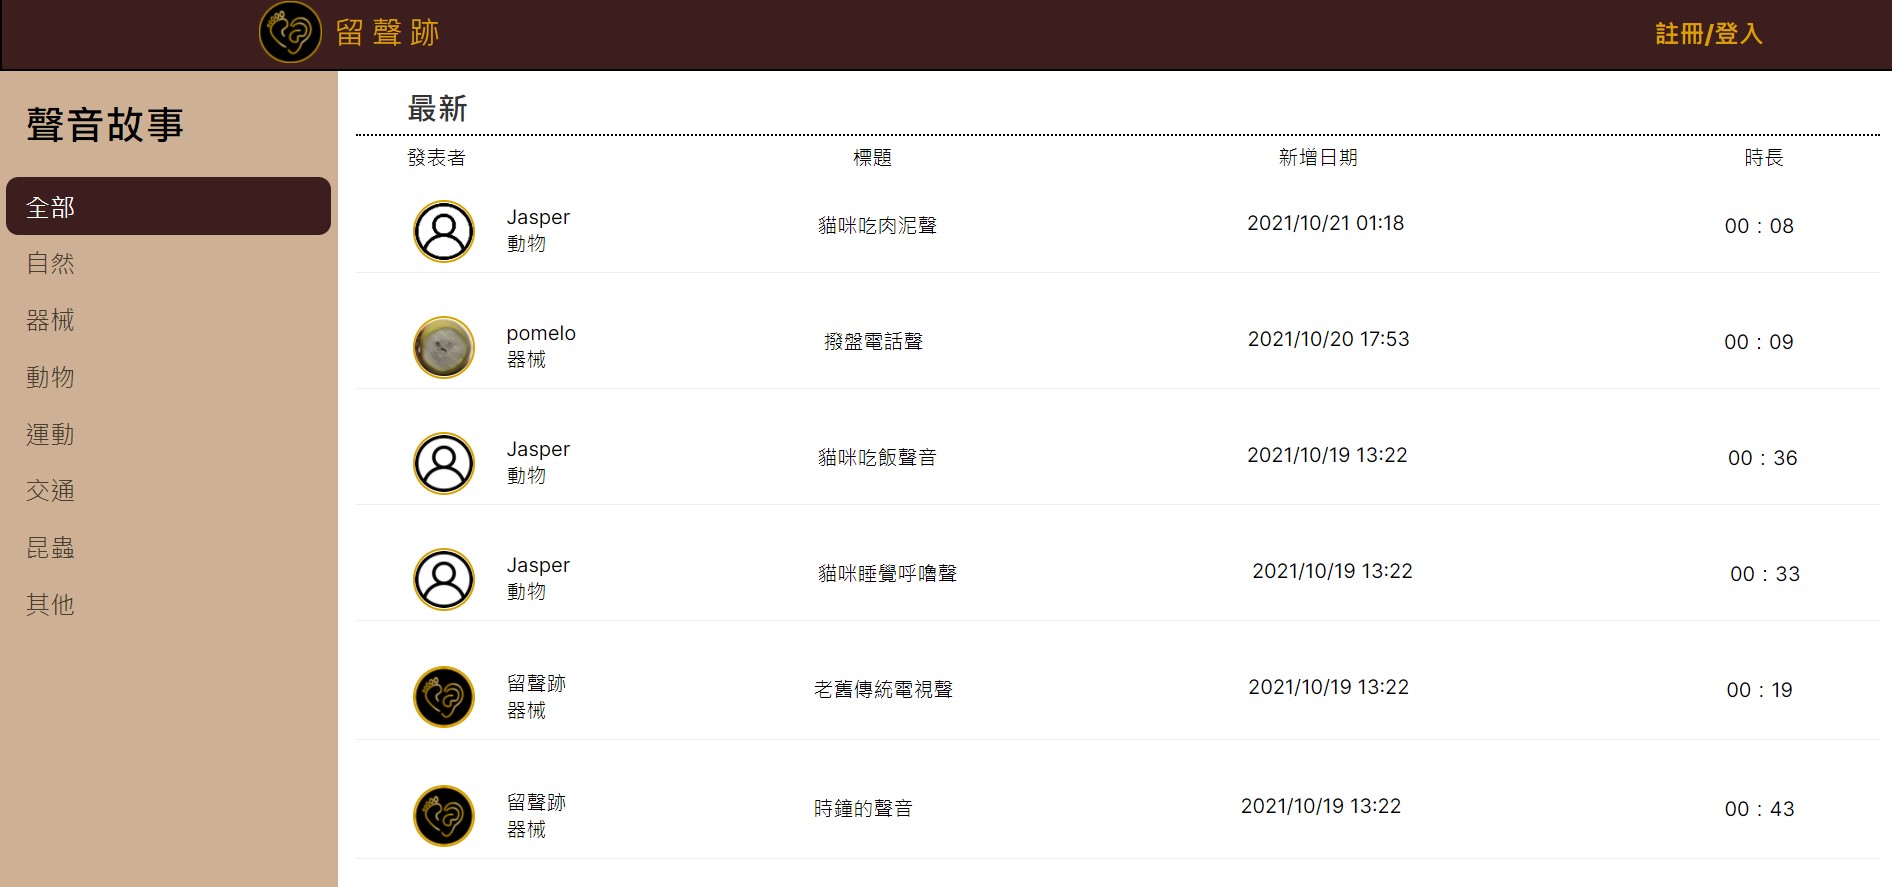 留聲跡
註冊/登入
聲音故事
全部
自然
器械
動物
運動
交通
昆蟲
其他
最新
發表者 標題 新增日期 時長
Jasper
動物
貓咪吃肉泥聲 2021/10/21 01:18 00：08
pomelo
器械
撥盤電話聲 2021/10/20 17:53 00：09
Jasper
動物
貓咪吃飯聲音 2021/10/19 13:22 00：36
Jasper
動物
貓咪睡覺呼嚕聲 2021/10/19 13:22 00：33
留聲跡
器械
老舊傳統電視聲 2021/10/19 13:22 00：19
留聲跡
器械
時鐘的聲音 2021/10/19 13:22 00：43